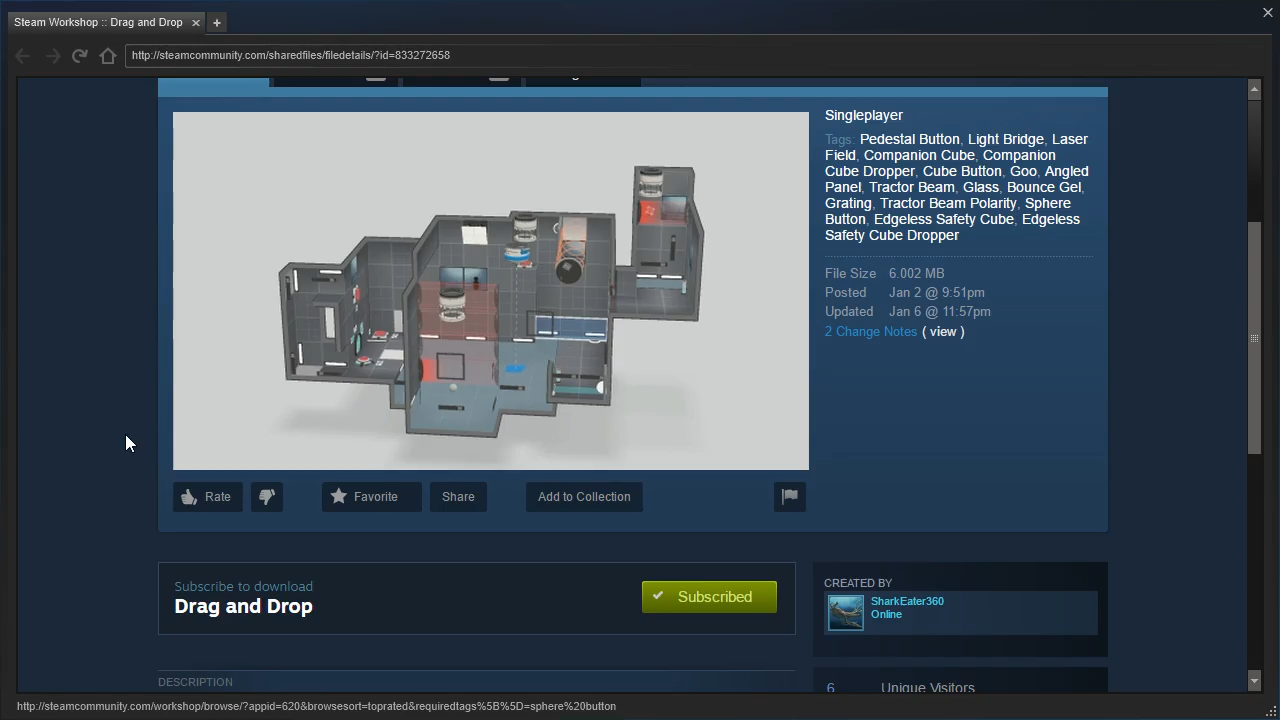 Steam Workshop :: Drag and Drop
http://steamcommunity.com/sharedfiles/filedetails/?id=833272658
Singleplayer
Tags: Pedestal Button, Light Bridge, Laser
Field, Companion Cube, Companion
Cube Dropper, Cube Button, Goo, Angled
Panel, Tractor Beam, Glass, Bounce Gel,
Grating, Tractor Beam Polarity, Sphere
Button, Edgeless Safety Cube, Edgeless
Safety Cube Dropper
File Size 6.002 MB
Posted Jan 2 @ 9:51pm
Updated Jan 6 @ 11:57pm
2 Change Notes ( view )
Rate
Favorite
Share
Add to Collection
Subscribe to download
Drag and Drop
Subscribed
CREATED BY
SharkEater360
Online
DESCRIPTION
6 Unique Visitors
http://steamcommunity.com/workshop/browse/?appid=620&browsesort=toprated&requiredtags%5B%5D=sphere%20button